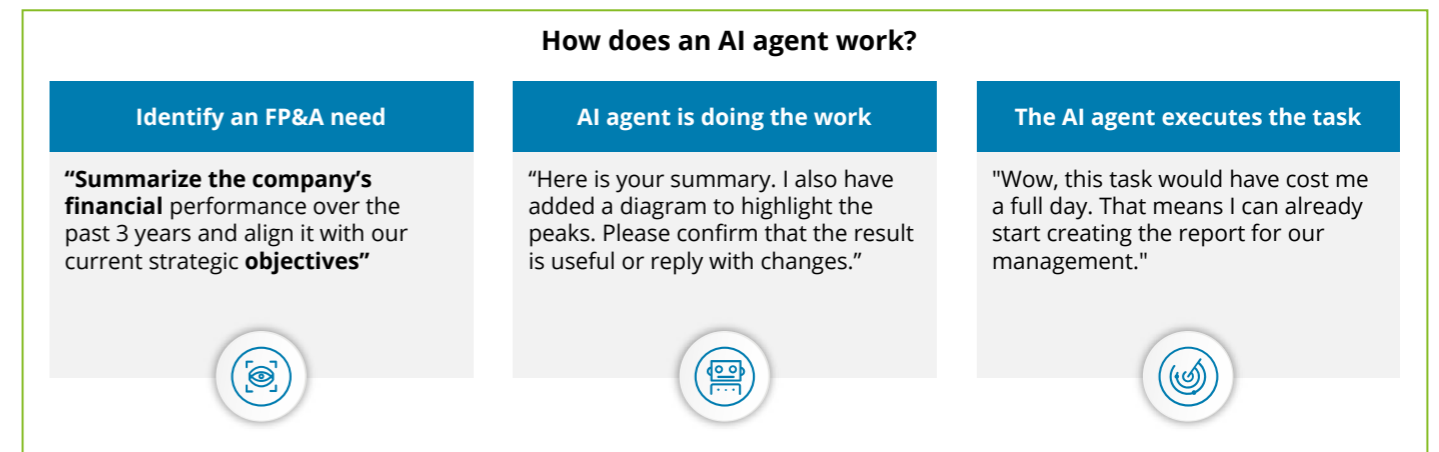 How does an AI agent work?
Identify an FP&A need
“Summarize the company’s
financial performance over the
past 3 years and align it with our
current strategic objectives”
AI agent is doing the work
“Here is your summary. I also have
added a diagram to highlight the
peaks. Please confirm that the result
is useful or reply with changes.”
The AI agent executes the task
"Wow, this task would have cost me
a full day. That means I can already
start creating the report for our
management."